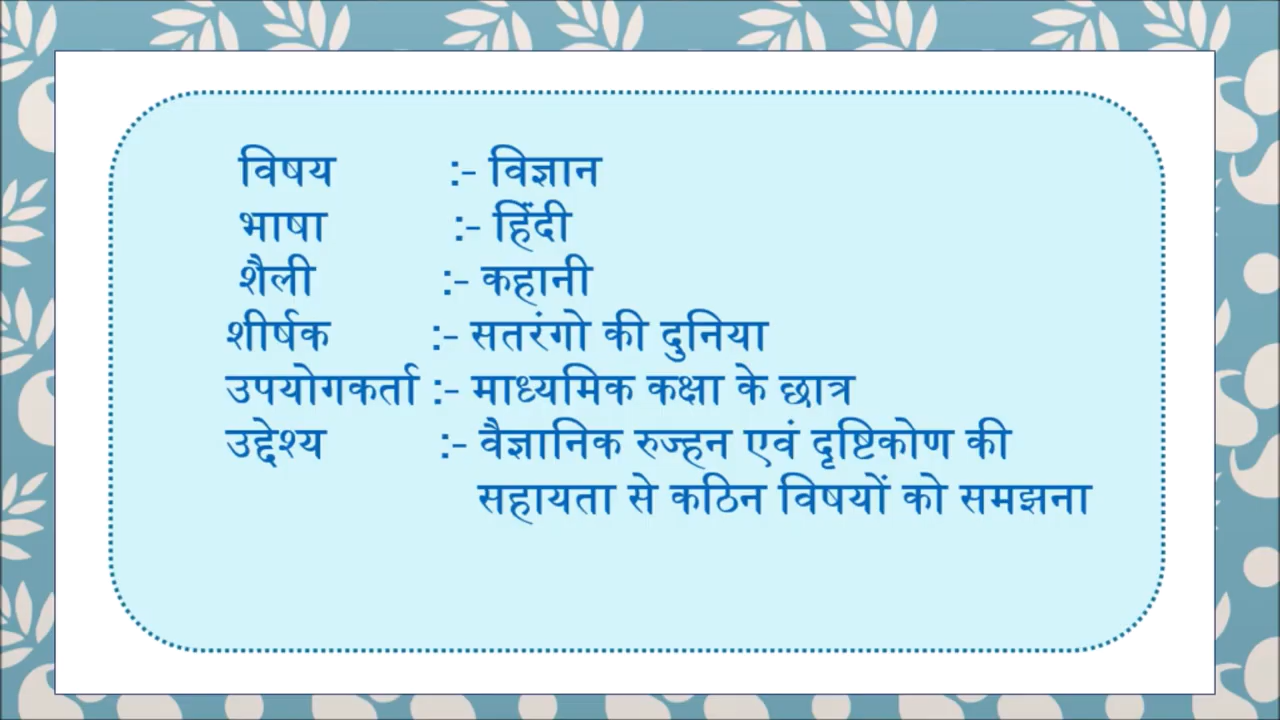 विषय :- विज्ञान
भाषा :- हिंदी
शैली :- कहानी
शीर्षक :- सतरंगो की दुनिया
उपयोगकर्ता :- माध्यमिक कक्षा के छात्र
उद्देश्य :- वैज्ञानिक रुज्हन एवं दृष्टिकोण की
सहायता से कठिन विषयों को समझना